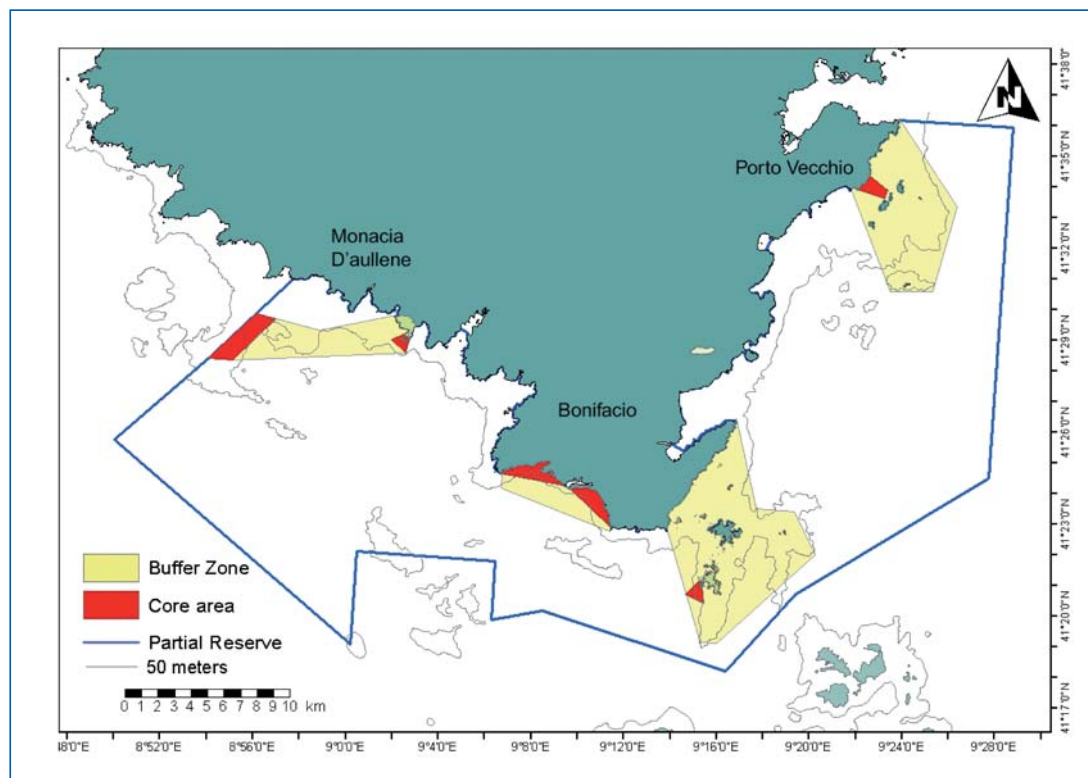 N
Porto Vecchio
Monacia
D'aullene
Bonifacio
Buffer Zone
Core area
Partial Reserve
50 meters
0 1 2 3 4 5 6 7 8 9 10 km
41°38'0"N
41°35'0"N
41°32'0"N
41°29'0"N
41°26'0"N
41°23'0"N
41°20'0"N
41°17'0"N
48'0"E 8°52'0"E 8°56'0"E 9°0'0"E 9°4'0"E 9°8'0"E 9°12'0"E 9°16'0"E 9°20'0"E 9°24'0"E 9°28'0"E